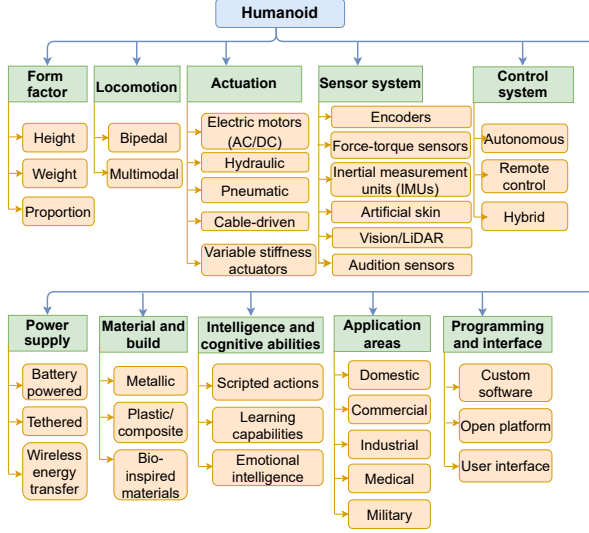 Humanoid
Form
factor
Height
Weight
Proportion
Locomotion
Bipedal
Multimodal
Actuation
Electric motors
(AC/DC)
Hydraulic
Pneumatic
Cable-driven
Variable stiffness
actuators
Sensor system
Encoders
Force-torque sensors
Inertial measurement
units (IMUs)
Artificial skin
Vision/LiDAR
Audition sensors
Control
system
Autonomous
Remote
control
Hybrid
Power
supply
Battery
powered
Tethered
Wireless
energy
transfer
Material and
build
Metallic
Plastic/
composite
Bio-
inspired
materials
Intelligence and
cognitive abilities
Scripted actions
Learning
capabilities
Emotional
intelligence
Application
areas
Domestic
Commercial
Industrial
Medical
Military
Programming
and interface
Custom
software
Open platform
User interface